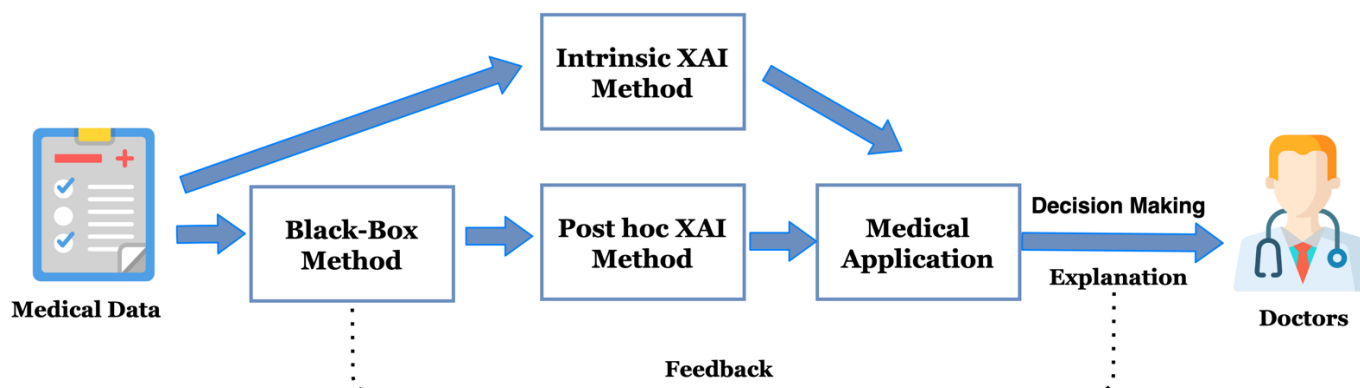 Intrinsic XAI
Method
Medical Data
Black-Box
Method
Post hoc XAI
Method
Medical
Application
Decision Making
Explanation
Doctors
Feedback